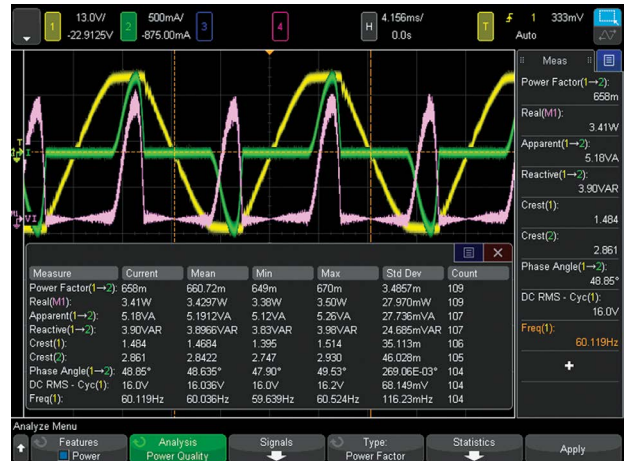 1 13.0V/ -22.9125V 2 500mA/ -875.00mA 3 4 H 4.156ms/ 0.0s T 1 333mV Auto
Meas
Power Factor(1→2):
658m
Real(M1):
3.41W
Apparent(1→2):
5.18VA
Reactive(1→2):
3.90VAR
Crest(1):
1.484
Crest(2):
2.861
Phase Angle(1→2):
48.85°
DC RMS - Cyc(1):
16.0V
Freq(1):
60.119Hz
+
T
I
M1 VI
Measure Current Mean Min Max Std Dev Count
Power Factor(1→2): 658m 660.72m 649m 670m 3.4857m 109
Real(M1): 3.41W 3.4297W 3.38W 3.50W 27.970mW 109
Apparent(1→2): 5.18VA 5.1912VA 5.12VA 5.26VA 27.736mVA 107
Reactive(1→2): 3.90VAR 3.8966VAR 3.83VAR 3.98VAR 24.685mVAR 107
Crest(1): 1.484 1.4684 1.395 1.514 35.113m 106
Crest(2): 2.861 2.8422 2.747 2.930 46.028m 105
Phase Angle(1→2): 48.85° 48.635° 47.90° 49.53° 269.06E-03° 104
DC RMS - Cyc(1): 16.0V 16.036V 16.0V 16.2V 68.149mV 104
Freq(1): 60.119Hz 60.036Hz 59.639Hz 60.524Hz 116.23mHz 104
Analyze Menu
Features Analysis Signals Type: Statistics Apply
Power Power Quality Power Factor